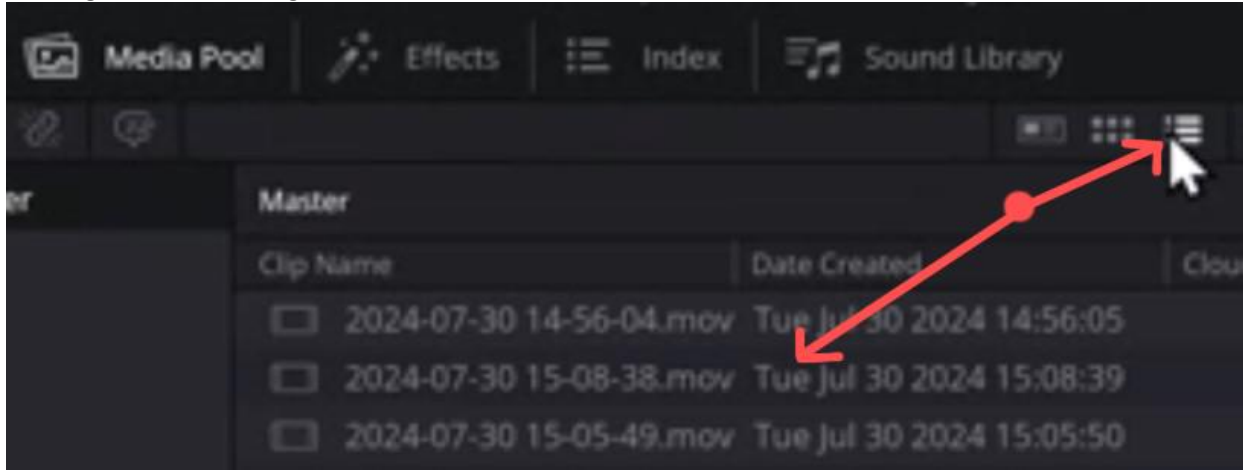 Media Pool Effects Index Sound Library
er Master
Clip Name Date Created Clou
2024-07-30 14-56-04.mov Tue Jul 30 2024 14:56:05
2024-07-30 15-08-38.mov Tue Jul 30 2024 15:08:39
2024-07-30 15-05-49.mov Tue Jul 30 2024 15:05:50